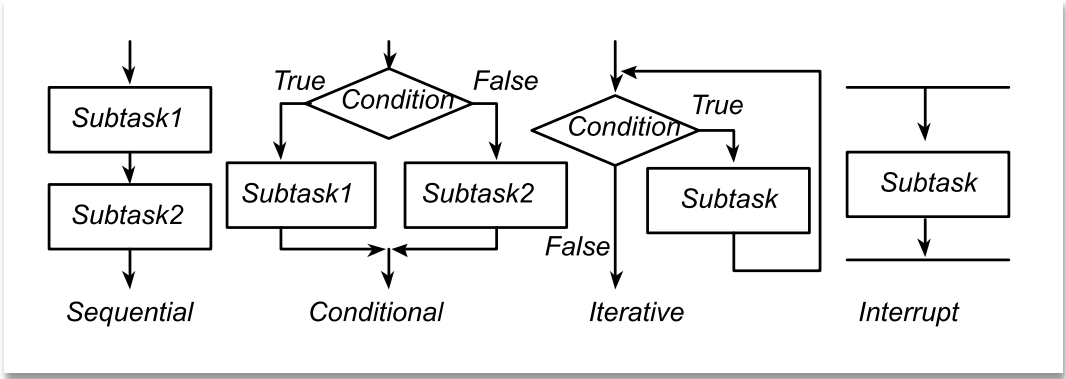 Subtask1
Subtask2
Sequential
True
False
Condition
Subtask1
Subtask2
Conditional
Condition
True
Subtask
False
Iterative
Subtask
Interrupt